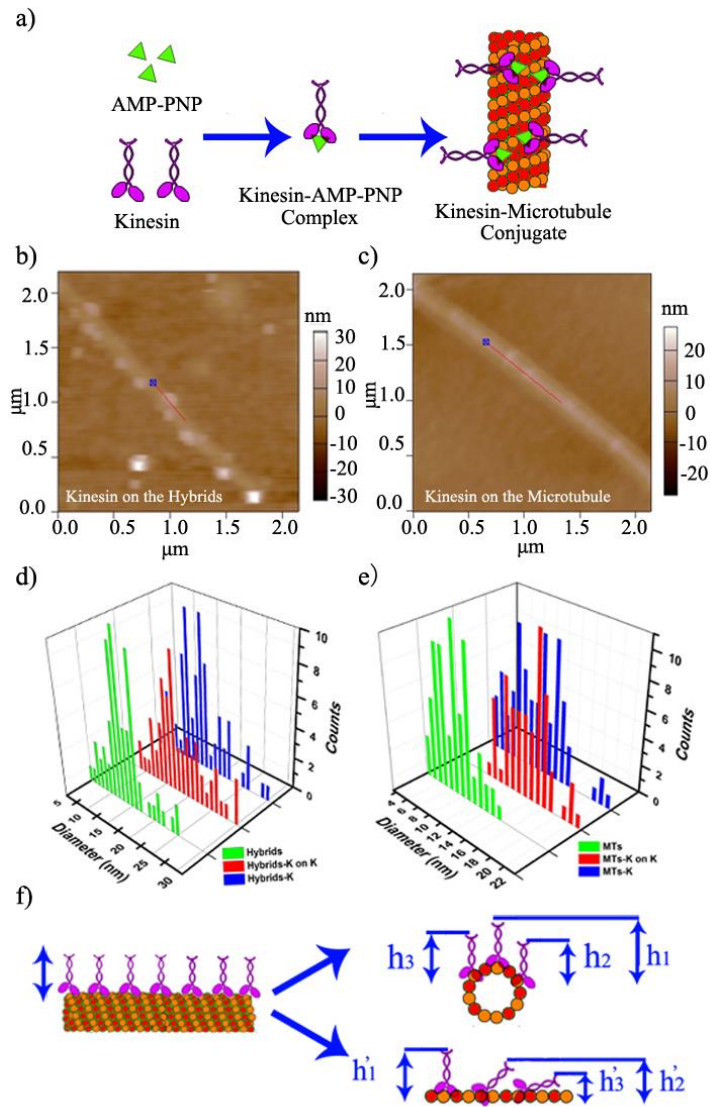 a)
AMP-PNP
Kinesin
Kinesin-AMP-PNP
Complex
Kinesin-Microtubule
Conjugate
b)
2.0
1.5
1.0
0.5
0.0
μm
Kinesin on the Hybrids
0.0 0.5 1.0 1.5 2.0
μm
nm
30
20
10
0
-10
-20
-30
c)
2.0
1.5
1.0
0.5
0.0
μm
Kinesin on the Microtubule
0.0 0.5 1.0 1.5 2.0
μm
nm
20
10
0
-10
-20
d)
10
8
6
4
2
0
Counts
5 10 15 20 25 30
Diameter (nm)
Hybrids
Hybrids-K on K
Hybrids-K
e)
10
8
6
4
2
0
Counts
4 6 8 10 12 14 16 18 20 22
Diameter (nm)
MTs
MTs-K on K
MTs-K
f)
h3 h2 h1
h'1 h'3 h'2